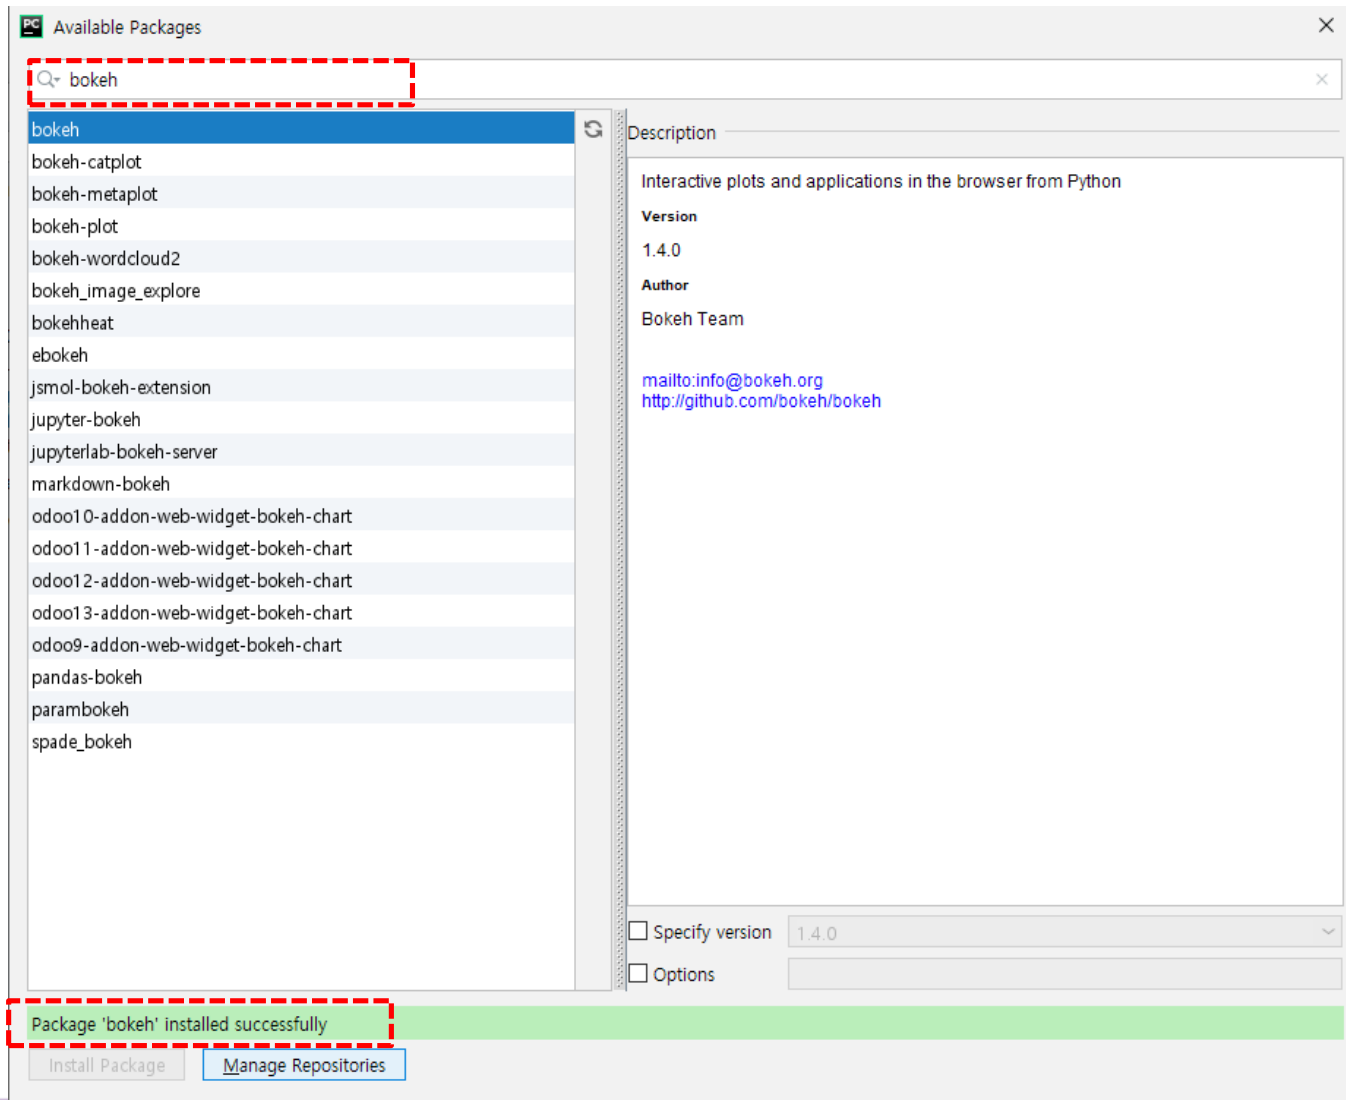 PC Available Packages
bokeh
bokeh
bokeh-catplot
bokeh-metaplot
bokeh-plot
bokeh-wordcloud2
bokeh_image_explore
bokehheat
ebokeh
jsmol-bokeh-extension
jupyter-bokeh
jupyterlab-bokeh-server
markdown-bokeh
odoo10-addon-web-widget-bokeh-chart
odoo11-addon-web-widget-bokeh-chart
odoo12-addon-web-widget-bokeh-chart
odoo13-addon-web-widget-bokeh-chart
odoo9-addon-web-widget-bokeh-chart
pandas-bokeh
parambokeh
spade_bokeh
Description
Interactive plots and applications in the browser from Python
Version
1.4.0
Author
Bokeh Team
mailto:info@bokeh.org
http://github.com/bokeh/bokeh
Specify version 1.4.0
Options
Package 'bokeh' installed successfully
Install Package Manage Repositories